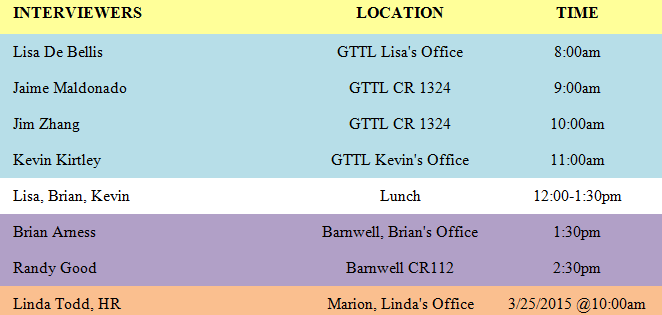 INTERVIEWERS LOCATION TIME
Lisa De Bellis GTTL Lisa's Office 8:00am
Jaime Maldonado GTTL CR 1324 9:00am
Jim Zhang GTTL CR 1324 10:00am
Kevin Kirtley GTTL Kevin's Office 11:00am
Lisa, Brian, Kevin Lunch 12:00-1:30pm
Brian Arness Barnwell, Brian's Office 1:30pm
Randy Good Barnwell CR112 2:30pm
Linda Todd, HR Marion, Linda's Office 3/25/2015 @10:00am